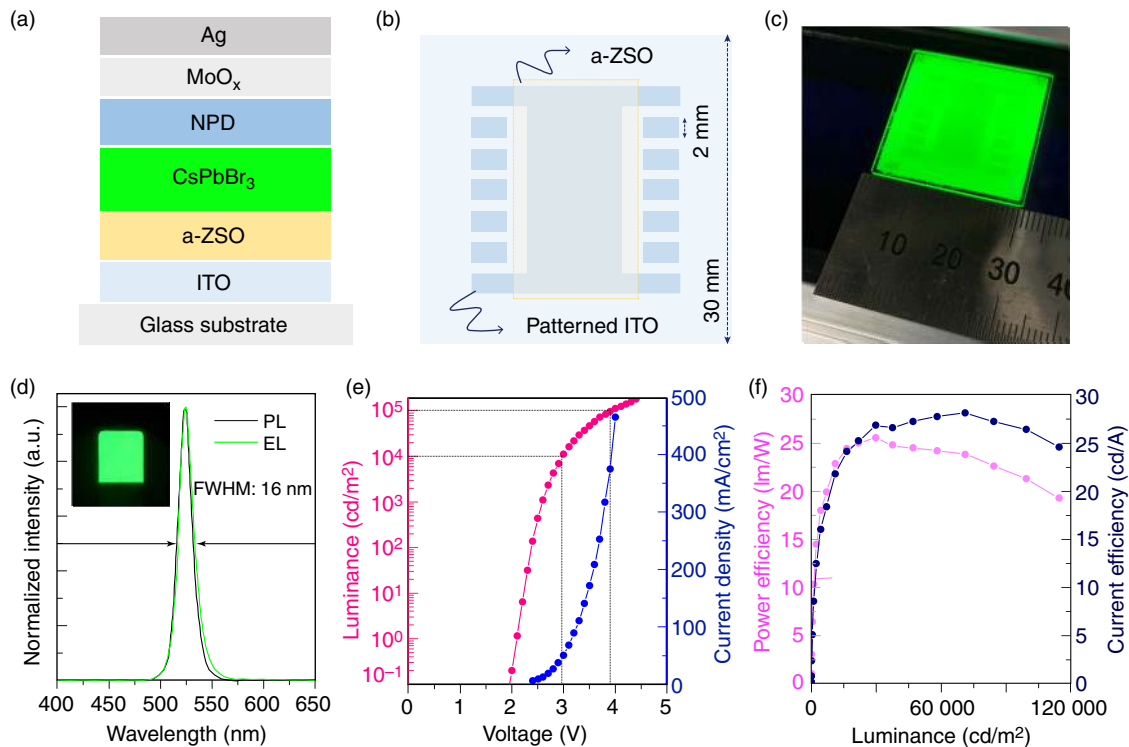 (a)
Ag
MoOx
NPD
CsPbBr3
a-ZSO
ITO
Glass substrate
(b)
a-ZSO
2 mm
30 mm
Patterned ITO
(c)
10 20 30 40
(d)
Normalized intensity (a.u.)
PL
EL
FWHM: 16 nm
400 450 500 550 600 650
Wavelength (nm)
(e)
Luminance (cd/m2)
10^5
10^4
10^3
10^2
10^1
10^0
10^-1
500
400
300
200
100
0
Current density (mA/cm2)
0 1 2 3 4 5
Voltage (V)
(f)
Power efficiency (lm/W)
30
25
20
15
10
5
0
30
25
20
15
10
5
0
Current efficiency (cd/A)
0 60 000 120 000
Luminance (cd/m2)